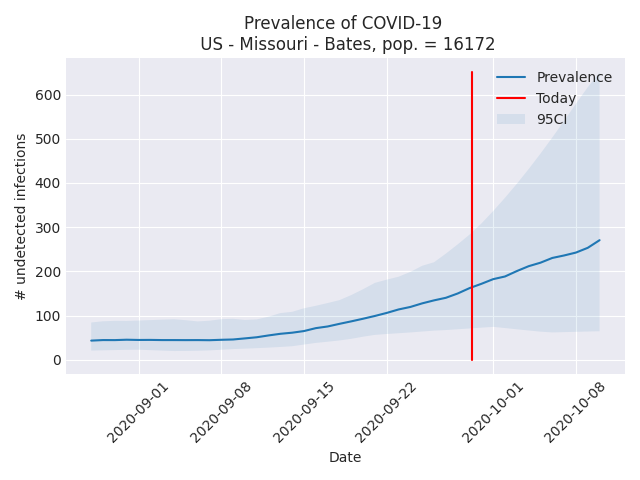 Prevalence of COVID-19
US - Missouri - Bates, pop. = 16172
Prevalence
Today
95CI
# undetected infections
600
500
400
300
200
100
0
2020-09-01
2020-09-08
2020-09-15
2020-09-22
2020-10-01
2020-10-08
Date